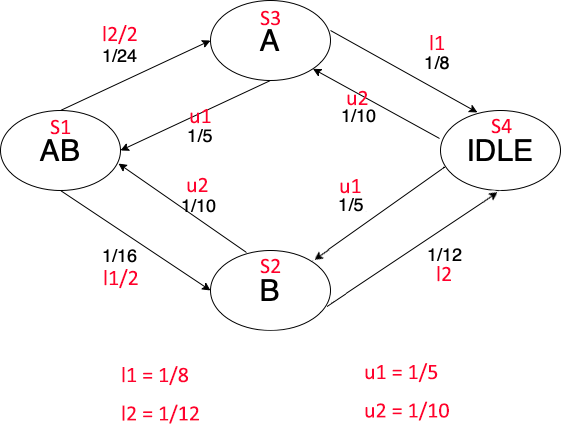 S3
A
l2/2
1/24
l1
1/8
S1
AB
u1
1/5
u2
1/10
S4
IDLE
u2
1/10
u1
1/5
1/16
l1/2
S2
B
1/12
l2
l1 = 1/8
u1 = 1/5
l2 = 1/12
u2 = 1/10